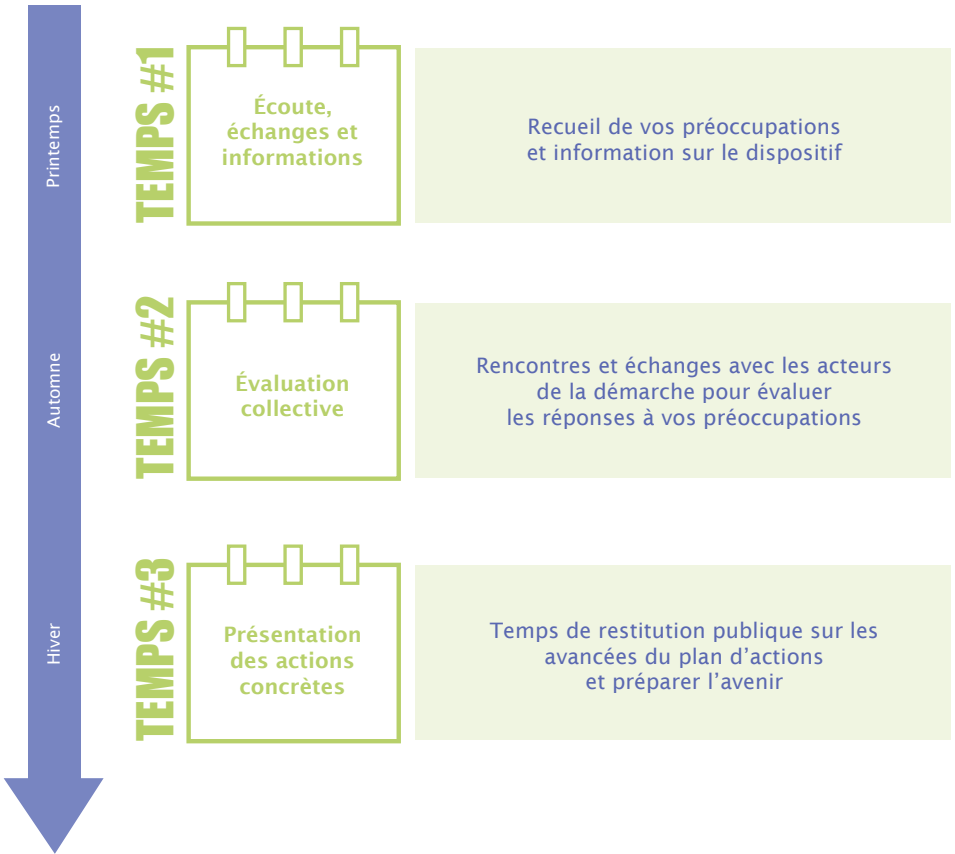 Printemps
TEMPS #1
Écoute,
échanges et
informations
Recueil de vos préoccupations
et information sur le dispositif
Automne
TEMPS #2
Évaluation
collective
Rencontres et échanges avec les acteurs
de la démarche pour évaluer
les réponses à vos préoccupations
Hiver
TEMPS #3
Présentation
des actions
concrètes
Temps de restitution publique sur les
avancées du plan d’actions
et préparer l’avenir